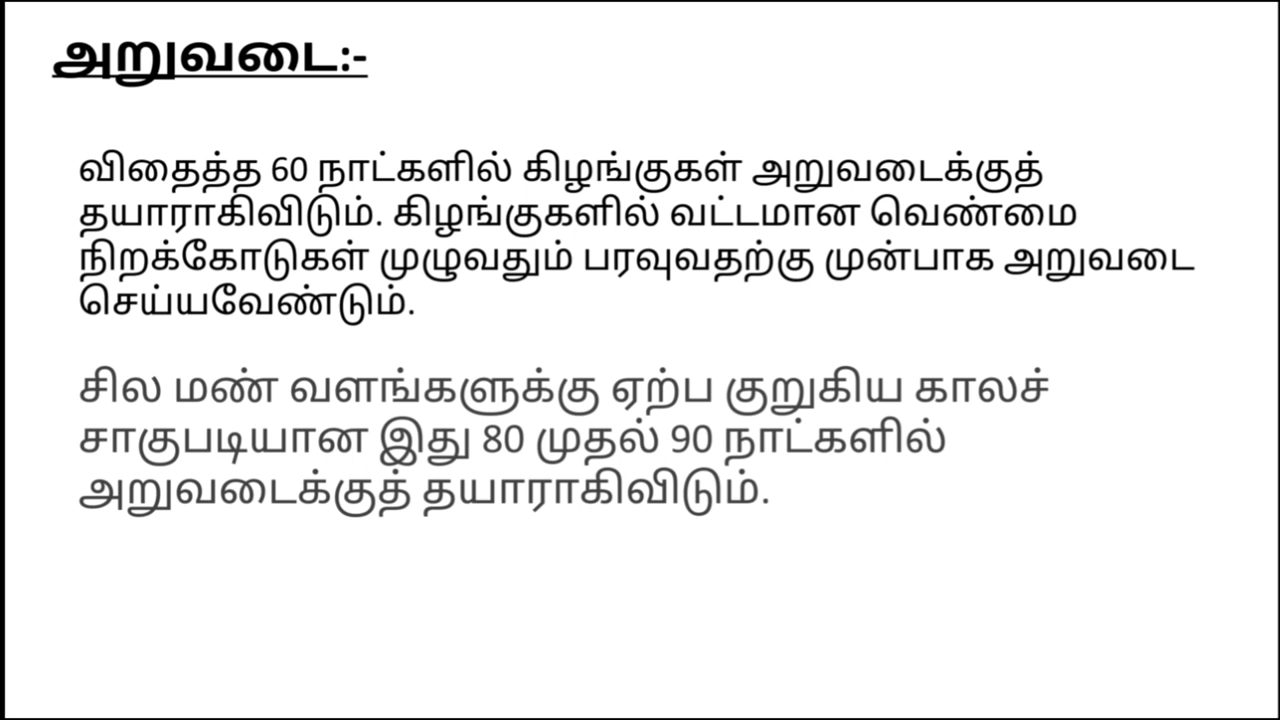 அறுவடை:-
விதைத்த 60 நாட்களில் கிழங்குகள் அறுவடைக்குத்
தயாராகிவிடும். கிழங்குகளில் வட்டமான வெண்மை
நிறக்கோடுகள் முழுவதும் பரவுவதற்கு முன்பாக அறுவடை
செய்யவேண்டும்.
சில மண் வளங்களுக்கு ஏற்ப குறுகிய காலச்
சாகுபடியான இது 80 முதல் 90 நாட்களில்
அறுவடைக்குத் தயாராகிவிடும்.